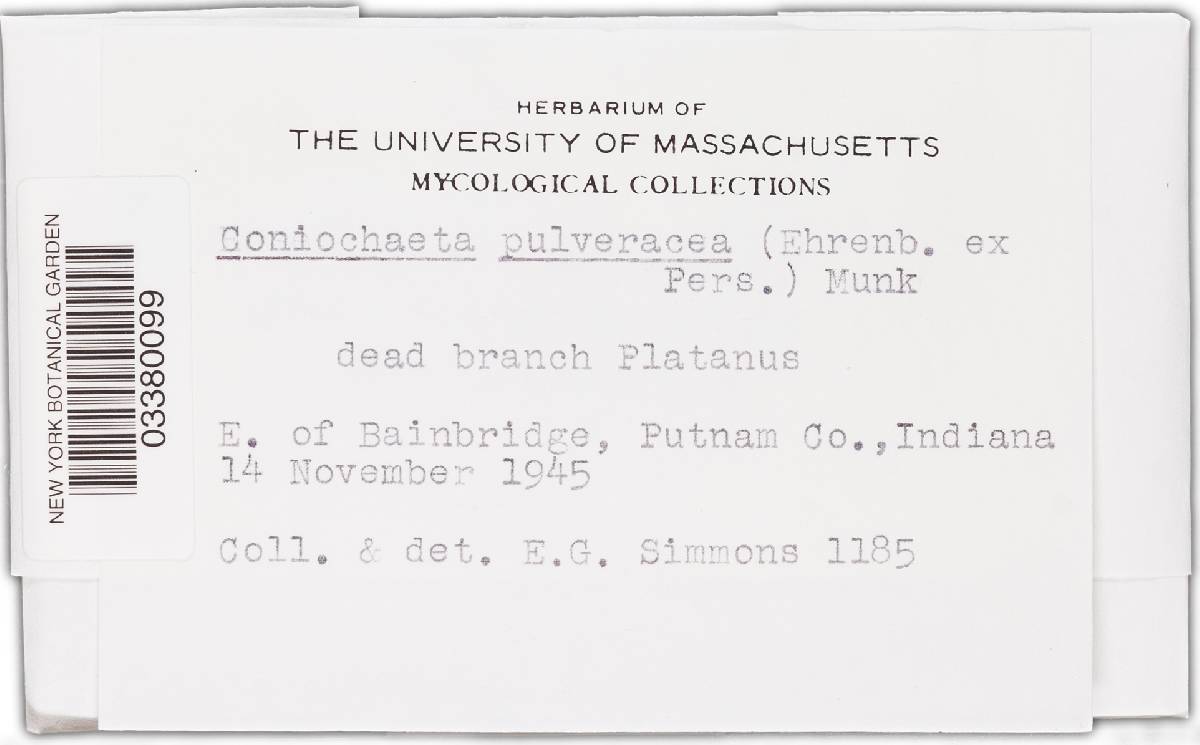 HERBARIUM OF
THE UNIVERSITY OF MASSACHUSETTS
MYCOLOGICAL COLLECTIONS
Coniochaeta pulveracea (Ehrenb. ex
Pers.) Munk
dead branch Platanus
E. of Bainbridge, Putnam Co.,Indiana
14 November 1945
Coll. & det. E.G. Simmons 1185
NEW YORK BOTANICAL GARDEN
03380099